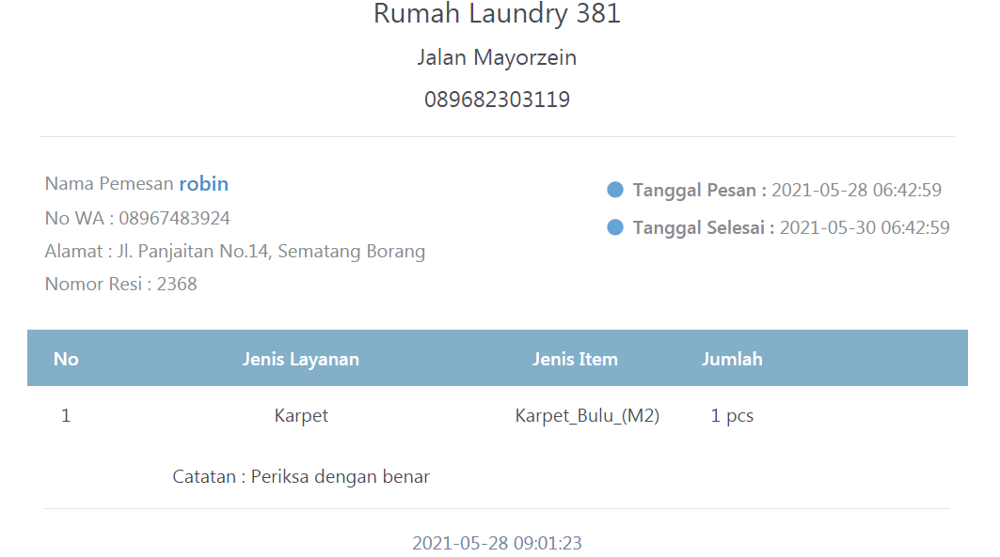 Rumah Laundry 381
Jalan Mayorzein
089682303119
Nama Pemesan robin
No WA : 08967483924
Alamat : Jl. Panjaitan No.14, Sematang Borang
Nomor Resi : 2368
Tanggal Pesan : 2021-05-28 06:42:59
Tanggal Selesai : 2021-05-30 06:42:59
No Jenis Layanan Jenis Item Jumlah
1 Karpet Karpet_Bulu_(M2) 1 pcs
Catatan : Periksa dengan benar
2021-05-28 09:01:23